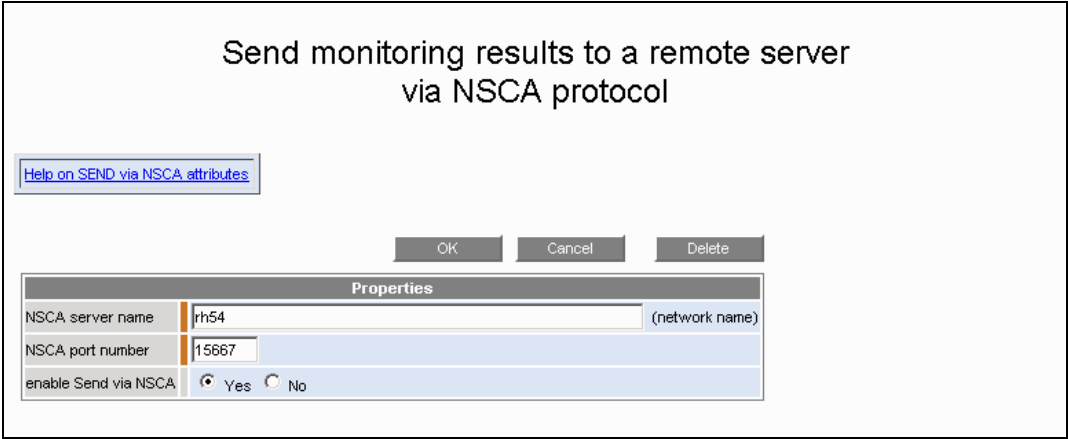 Send monitoring results to a remote server
via NSCA protocol
Help on SEND via NSCA attributes
OK Cancel Delete
Properties
NSCA server name rh54 (network name)
NSCA port number 15667
enable Send via NSCA Yes No